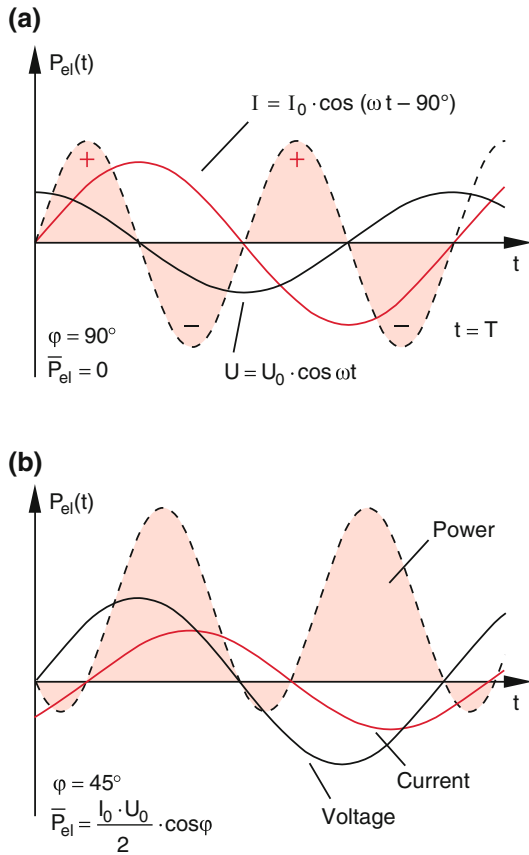 (a)
P_el(t)
I = I_0 · cos (ω t − 90°)
+ +
t
− −
φ = 90°
P̅_el = 0
U = U_0 · cos ωt
t = T
(b)
P_el(t)
Power
t
φ = 45°
Current
Voltage
P̅_el = I_0 · U_0 / 2 · cosφ